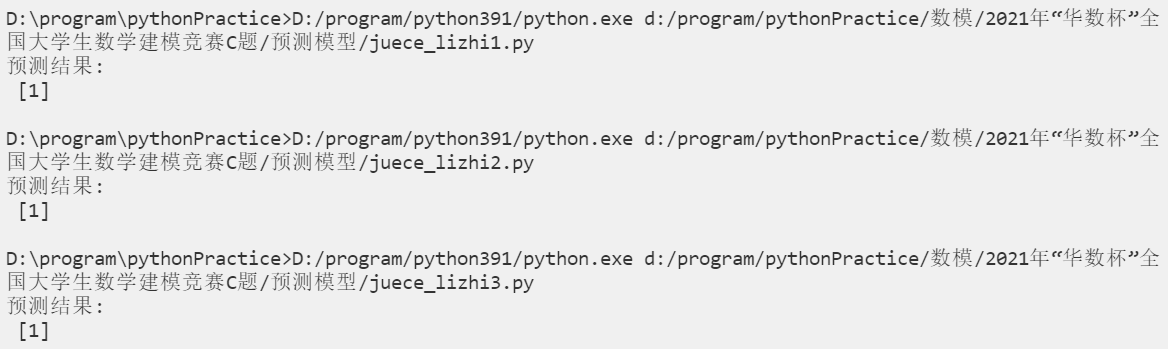 D:\program\pythonPractice>D:/program/python391/python.exe d:/program/pythonPractice/数模/2021年“华数杯”全
国大学生数学建模竞赛C题/预测模型/juece_lizhi1.py
预测结果:
[1]
D:\program\pythonPractice>D:/program/python391/python.exe d:/program/pythonPractice/数模/2021年“华数杯”全
国大学生数学建模竞赛C题/预测模型/juece_lizhi2.py
预测结果:
[1]
D:\program\pythonPractice>D:/program/python391/python.exe d:/program/pythonPractice/数模/2021年“华数杯”全
国大学生数学建模竞赛C题/预测模型/juece_lizhi3.py
预测结果:
[1]